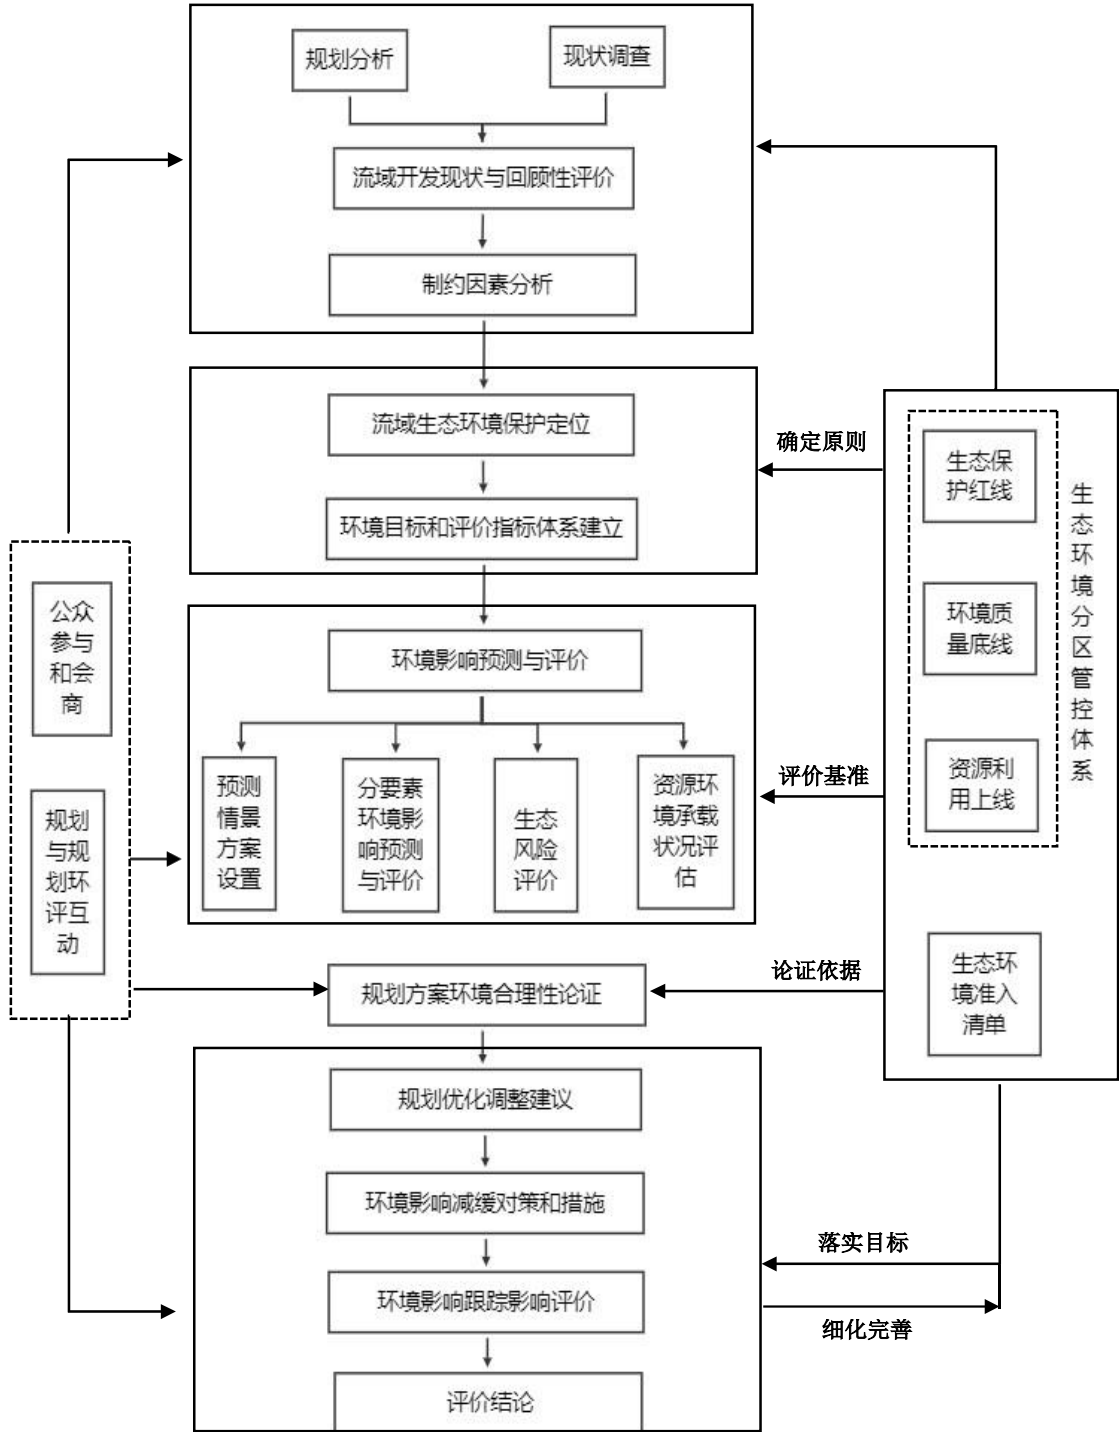 规划分析
现状调查
流域开发现状与回顾性评价
制约因素分析
流域生态环境保护定位
环境目标和评价指标体系建立
确定原则
生态保
护红线
环境质
量底线
资源利
用上线
生态环
境准入
清单
生
态
环
境
分
区
管
控
体
系
公众
参与
和会
商
规划
与规
划环
评互
动
环境影响预测与评价
预测
情景
方案
设置
分要素
环境影
响预测
与评价
生态
风险
评价
资源环
境承载
状况评
估
评价基准
规划方案环境合理性论证
论证依据
规划优化调整建议
环境影响减缓对策和措施
环境影响跟踪影响评价
评价结论
落实目标
细化完善